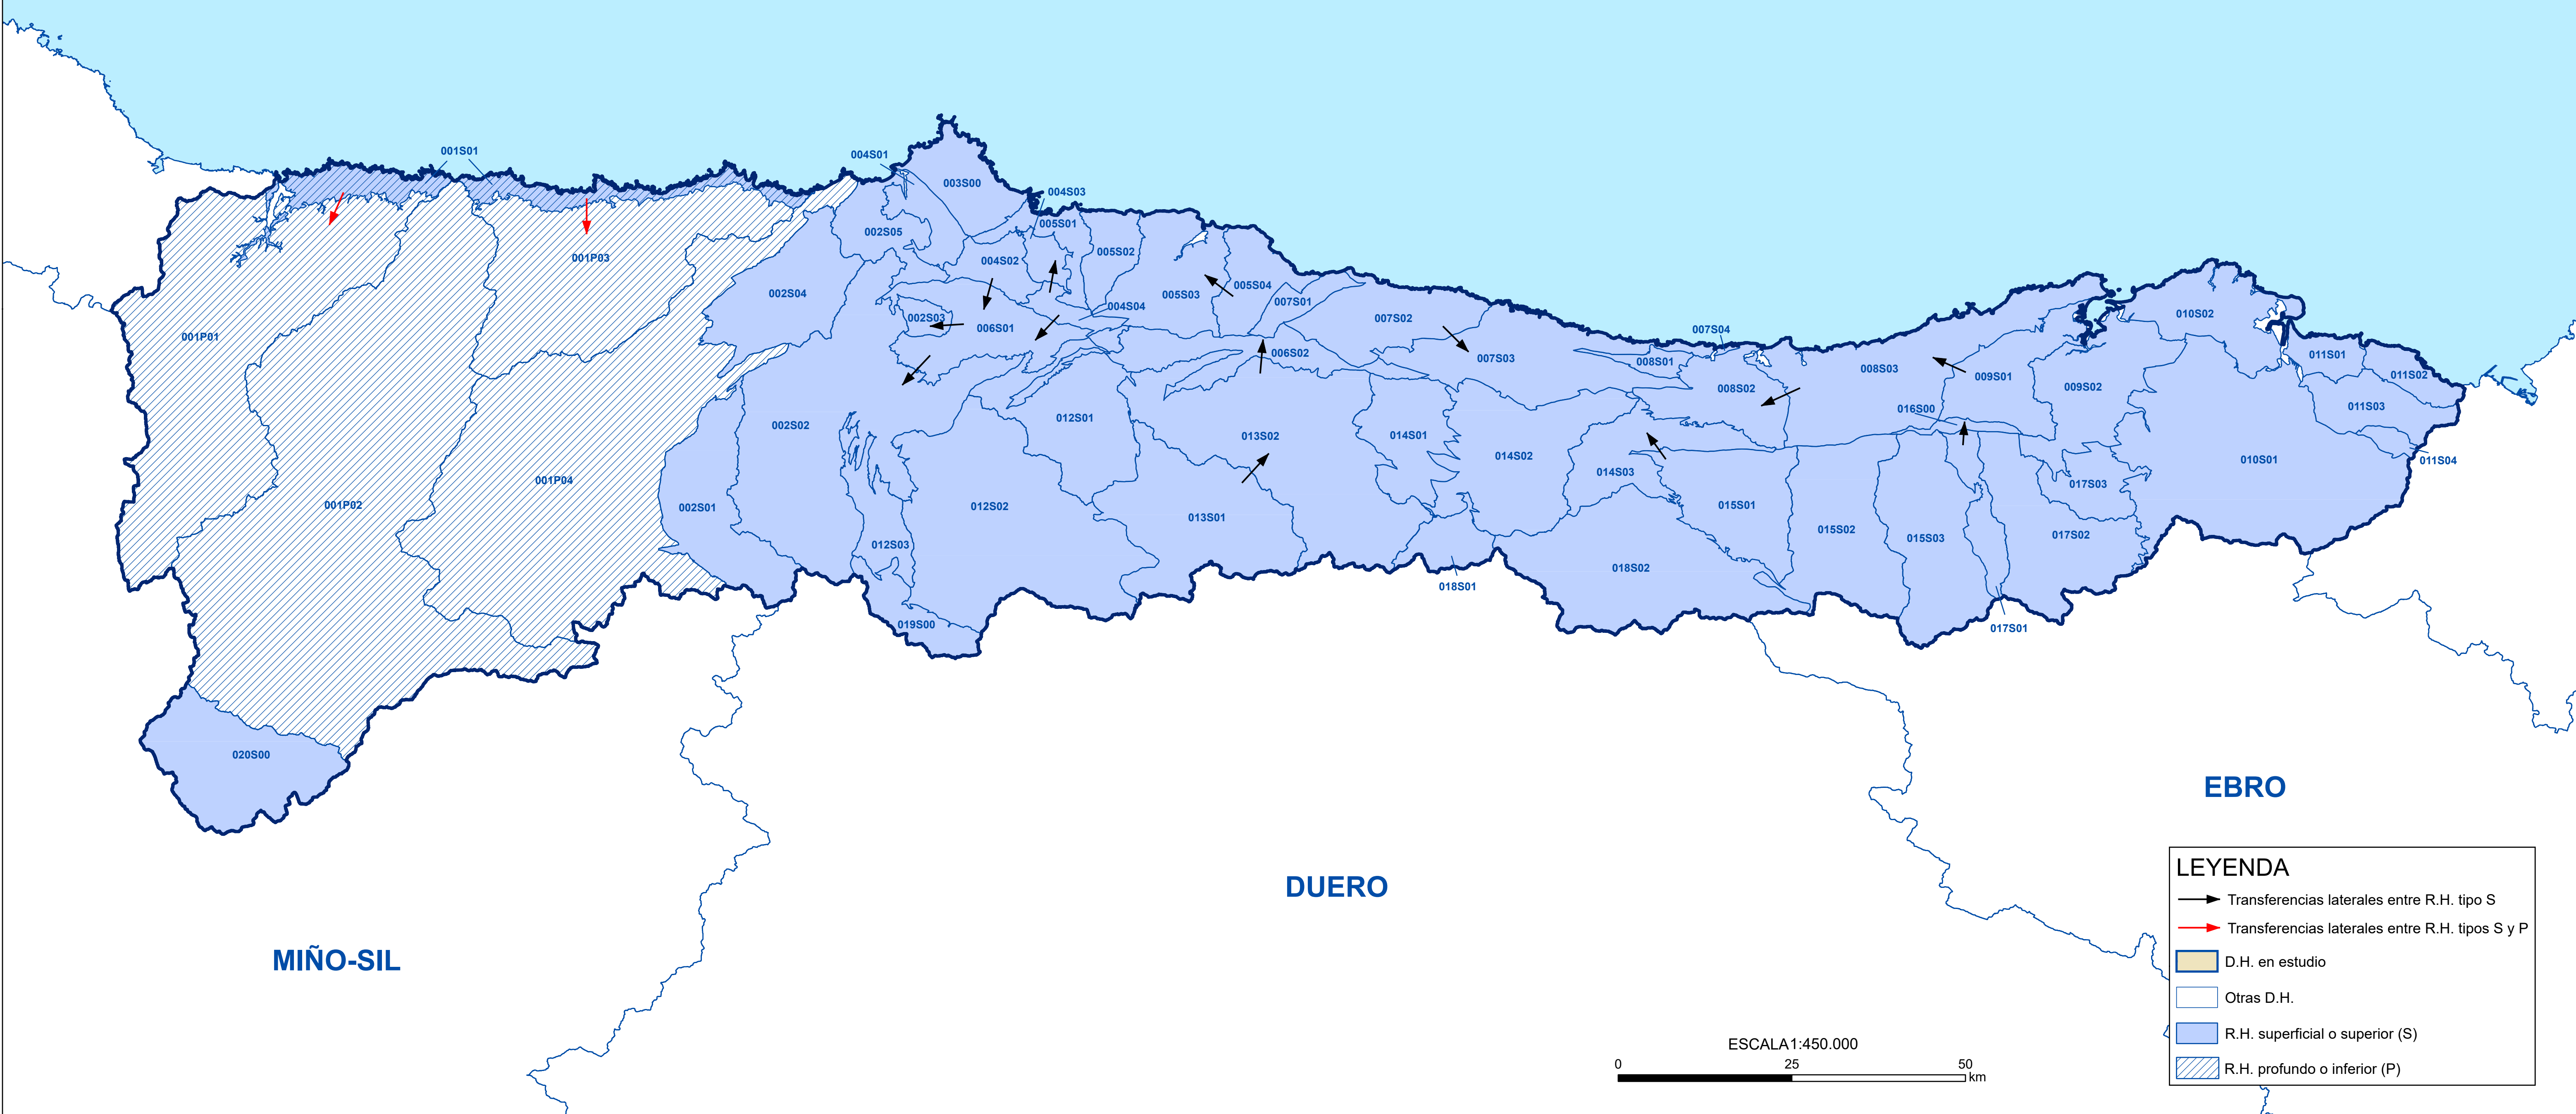 001S01
004S01
003S00
004S03
005S01
002S05
005S02
001P03
004S02
002S04
005S03
005S04
007S01
004S04
002S03
006S01
007S02
007S04
010S02
001P01
006S02
007S03
008S01
008S02
008S03
009S01
009S02
011S01
011S02
011S03
016S00
002S02
012S01
013S02
014S01
014S02
014S03
010S01
011S04
001P04
001P02
002S01
012S02
013S01
015S01
015S02
015S03
017S03
017S02
012S03
018S02
018S01
019S00
017S01
020S00
EBRO
DUERO
MIÑO-SIL
LEYENDA
Transferencias laterales entre R.H. tipo S
Transferencias laterales entre R.H. tipos S y P
D.H. en estudio
Otras D.H.
R.H. superficial o superior (S)
R.H. profundo o inferior (P)
ESCALA1:450.000
0 25 50
km